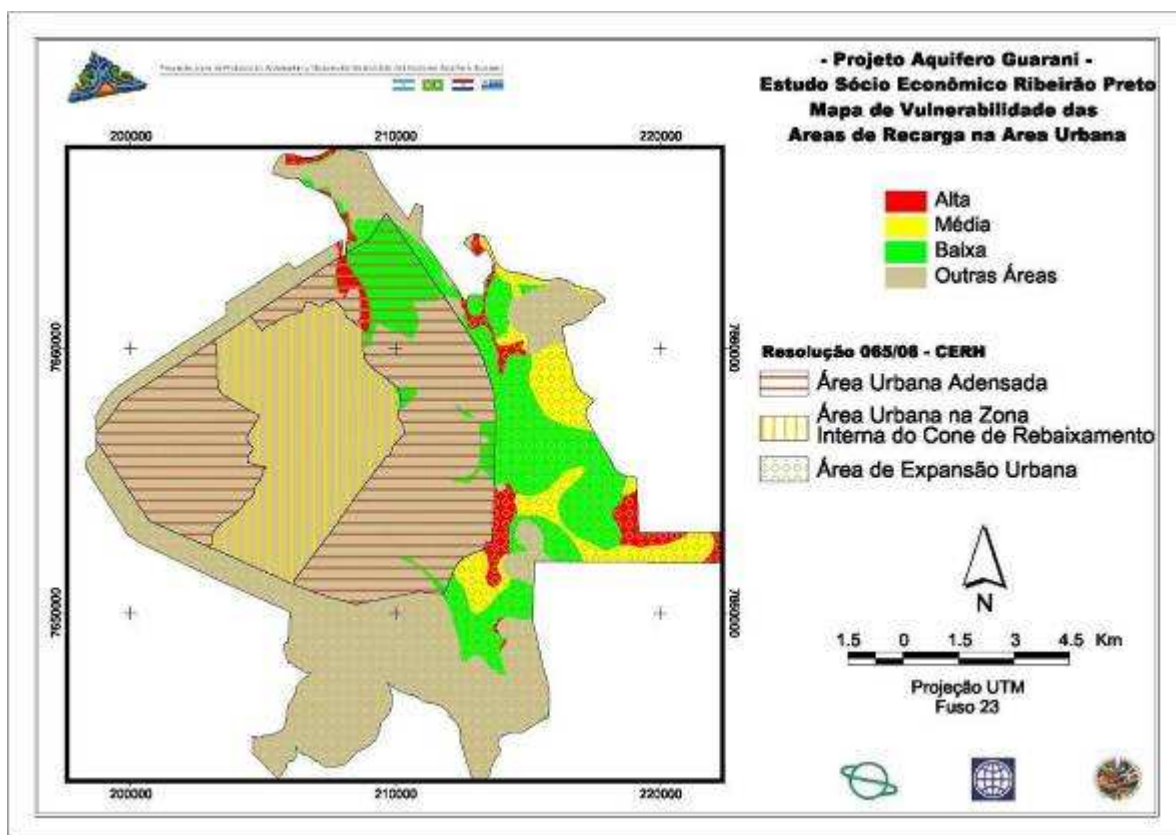 - Projeto Aquifero Guarani -
Estudo Sócio Econômico Ribeirão Preto
Mapa de Vulnerabilidade das
Areas de Recarga na Area Urbana
200000
210000
220000
Alta
Média
Baixa
Outras Áreas
7660000
7660000
Resolução 065/06 - CERH
Área Urbana Adensada
Área Urbana na Zona
Interna do Cone de Rebaixamento
Área de Expansão Urbana
7650000
7650000
N
1.5 0 1.5 3 4.5 Km
Projeção UTM
Fuso 23
200000
210000
220000